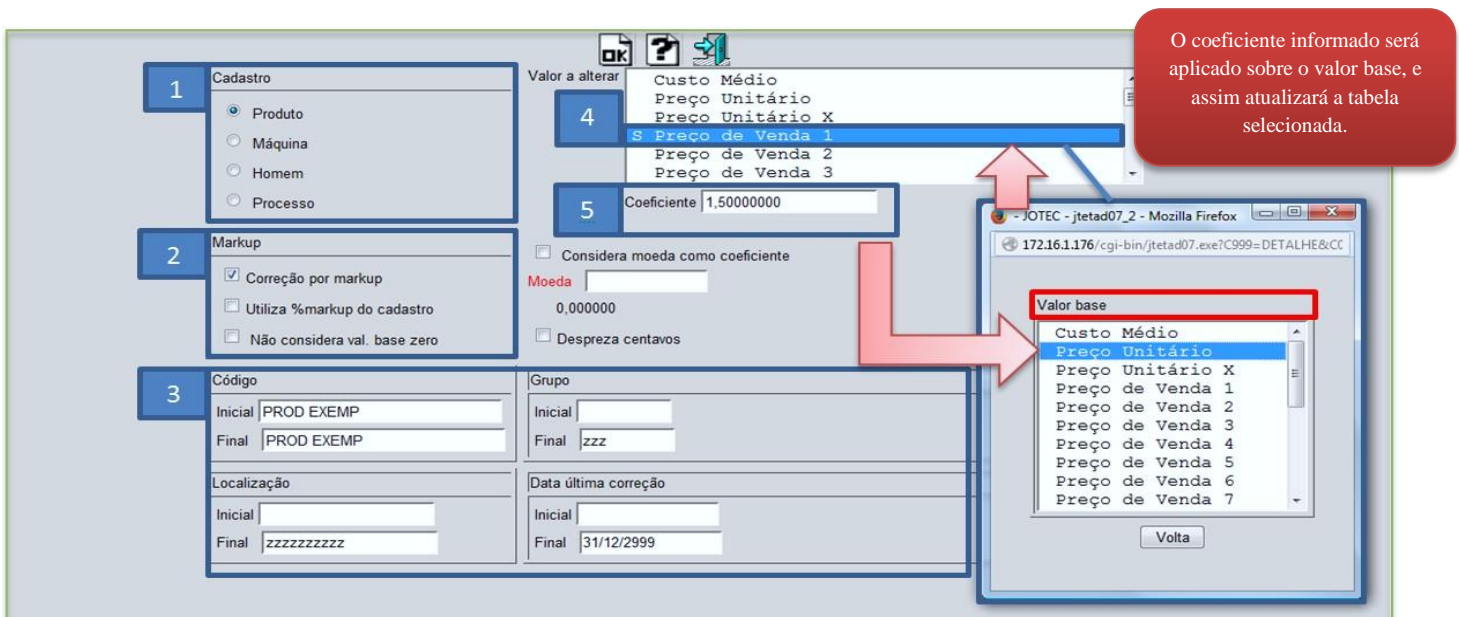 O coeficiente informado será
aplicado sobre o valor base, e
assim atualizará a tabela
selecionada.
OK ?
1
Cadastro
Produto
Máquina
Homem
Processo
2
Markup
Correção por markup
Utiliza %markup do cadastro
Não considera val. base zero
Valor a alterar
4
Custo Médio
Preço Unitário
Preço Unitário X
S Preço de Venda 1
Preço de Venda 2
Preço de Venda 3
5
Coeficiente 1,50000000
Considera moeda como coeficiente
Moeda
0,000000
Despreza centavos
3
Código
Inicial PROD EXEMP
Final PROD EXEMP
Grupo
Inicial
Final zzz
Localização
Inicial
Final zzzzzzzzzz
Data última correção
Inicial
Final 31/12/2999
- JOTEC - jtetad07_2 - Mozilla Firefox
172.16.1.176/cgi-bin/jtetad07.exe?C999=DETALHE&CC
Valor base
Custo Médio
Preço Unitário
Preço Unitário X
Preço de Venda 1
Preço de Venda 2
Preço de Venda 3
Preço de Venda 4
Preço de Venda 5
Preço de Venda 6
Preço de Venda 7
Volta